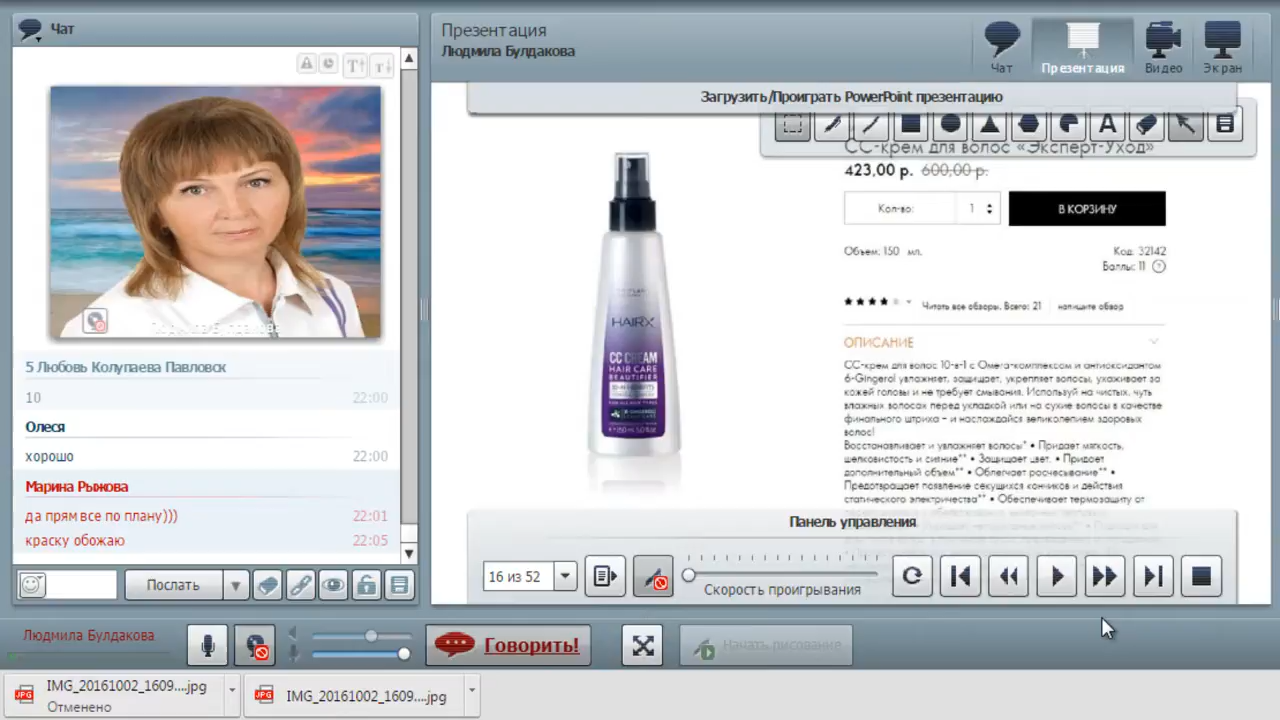 Чат
5 Любовь Колупаева Павловск
10 22:00
Олеся
хорошо 22:00
Марина Рыжова
да прям все по плану))) 22:01
краску обожаю 22:05
Послать
Презентация
Людмила Булдакова
Чат
Презентация
Видео
Экран
Загрузить/Проиграть PowerPoint презентацию
CC-крем для волос «Эксперт-Уход»
423,00 р. 600,00 р.
Кол-во: 1
В КОРЗИНУ
Объем: 150 мл.
Код: 32142
Баллы: 11
Читать все обзоры. Всего: 21
напишите обзор
ОПИСАНИЕ
CC-крем для волос 10-в-1 с Омега-комплексом и антиоксидантом
6-Gingerol увлажняет, защищает, укрепляет волосы, ухаживает за
кожей головы и не требует смывания. Используй на чистых, чуть
влажных волосах перед укладкой или на сухие волосы в качестве
финального штриха – и наслаждайся великолепием здоровых
волос!
Восстанавливает и увлажняет волосы* • Придает мягкость,
шелковистость и сияние** • Защищает цвет. • Придает
дополнительный объем** • Облегчает расчесывание** •
Предотвращает появление секущихся кончиков и действия
статического электричества** • Обеспечивает термозащиту от
HAIRX
CC CREAM
HAIR CARE
BEAUTIFIER
Панель управления
16 из 52
Скорость проигрывания
Людмила Булдакова
Говорить!
Начать рисование
IMG_20161002_1609....jpg
Отменено
IMG_20161002_1609....jpg